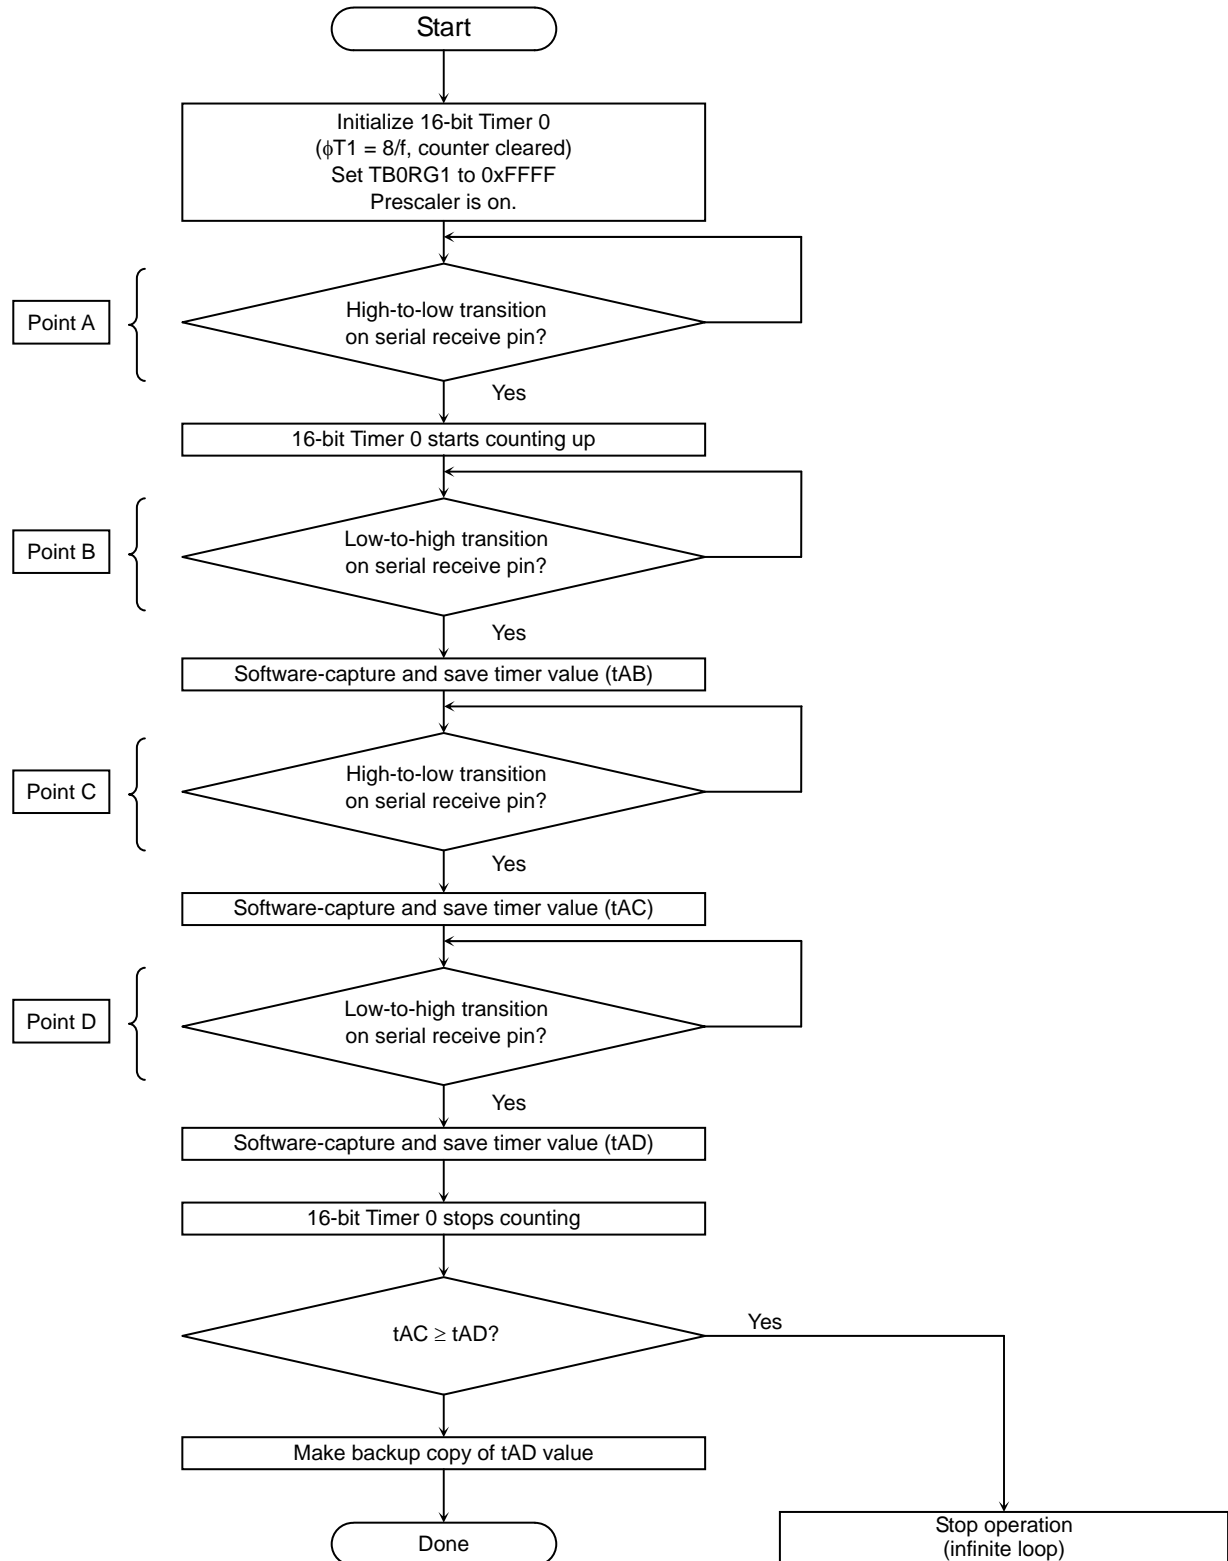 Start
Initialize 16-bit Timer 0
(ϕT1 = 8/f, counter cleared)
Set TB0RG1 to 0xFFFF
Prescaler is on.
Point A
High-to-low transition
on serial receive pin?
Yes
16-bit Timer 0 starts counting up
Point B
Low-to-high transition
on serial receive pin?
Yes
Software-capture and save timer value (tAB)
Point C
High-to-low transition
on serial receive pin?
Yes
Software-capture and save timer value (tAC)
Point D
Low-to-high transition
on serial receive pin?
Yes
Software-capture and save timer value (tAD)
16-bit Timer 0 stops counting
tAC ≥ tAD?
Yes
Make backup copy of tAD value
Done
Stop operation
(infinite loop)